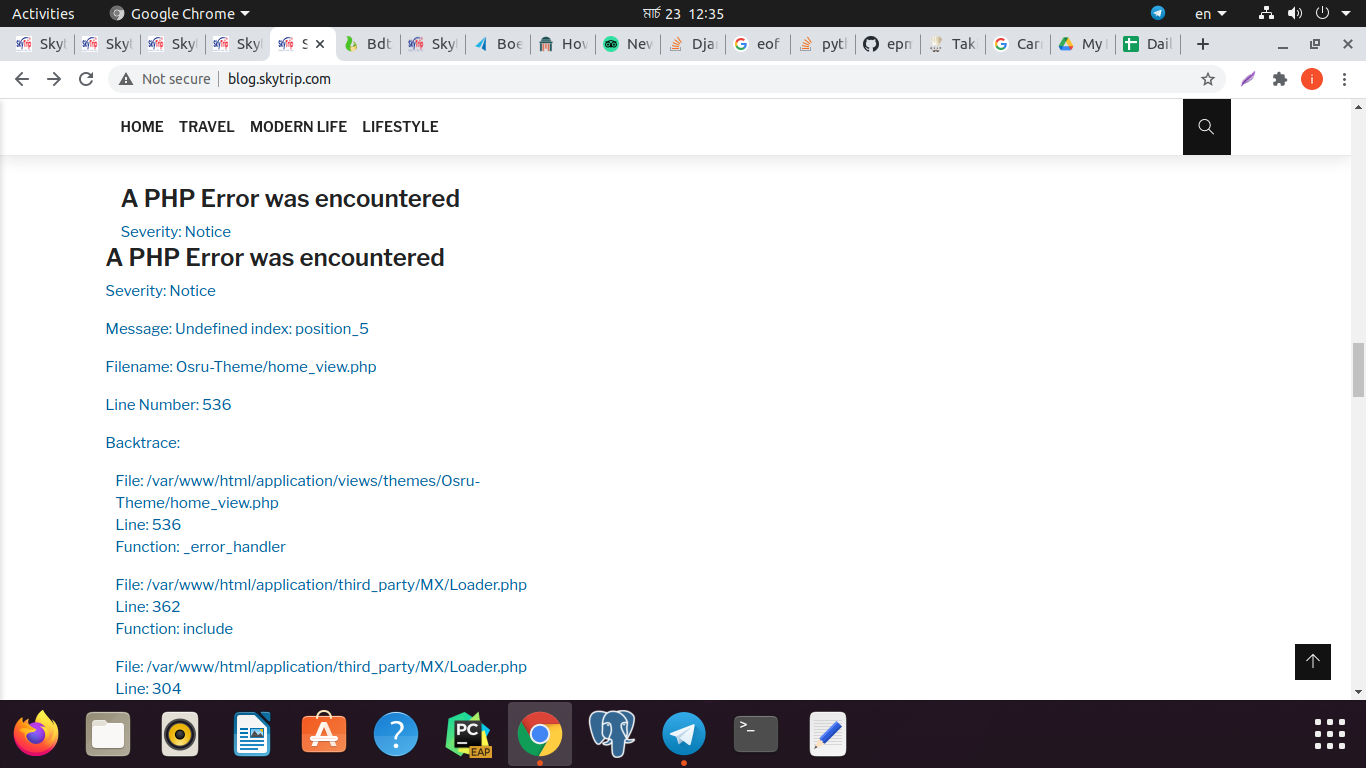 Activities
Google Chrome
মার্চ 23 12:35
en
Sky
Sky
Sky
Sky
S
Bdt
Sky
Boe
Hov
Nev
Djar
eof
pyth
epn
Tak
Carr
My
Dail
Not secure
blog.skytrip.com
i
HOME
TRAVEL
MODERN LIFE
LIFESTYLE
A PHP Error was encountered
Severity: Notice
A PHP Error was encountered
Severity: Notice
Message: Undefined index: position_5
Filename: Osru-Theme/home_view.php
Line Number: 536
Backtrace:
File: /var/www/html/application/views/themes/Osru-
Theme/home_view.php
Line: 536
Function: _error_handler
File: /var/www/html/application/third_party/MX/Loader.php
Line: 362
Function: include
File: /var/www/html/application/third_party/MX/Loader.php
Line: 304
PC
EAP
>_